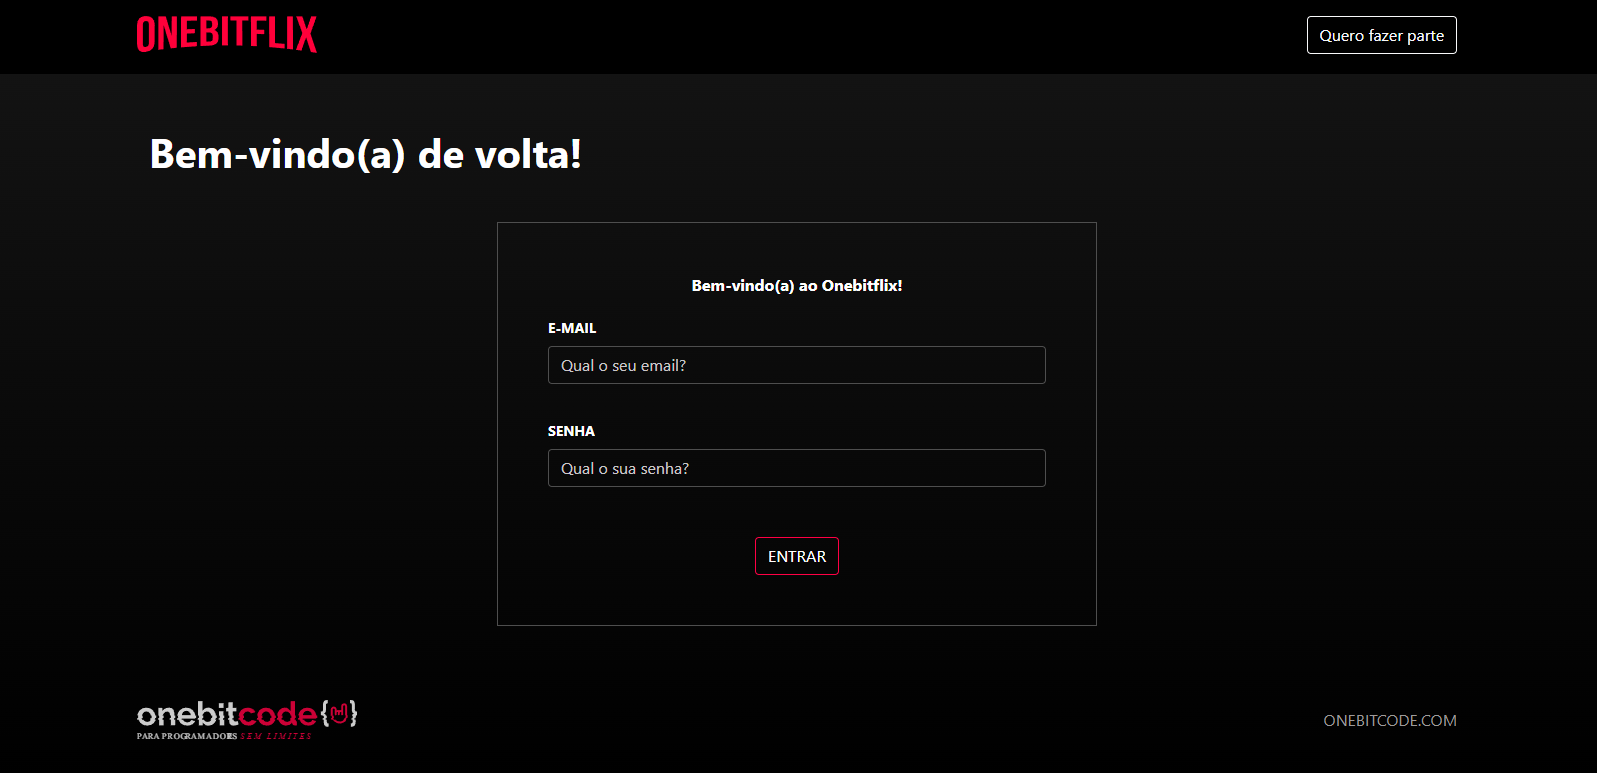 ONEBITFLIX
Quero fazer parte
Bem-vindo(a) de volta!
Bem-vindo(a) ao Onebitflix!
E-MAIL
Qual o seu email?
SENHA
Qual o sua senha?
ENTRAR
onebitcode{}
PARA PROGRAMADORES SEM LIMITES
ONEBITCODE.COM